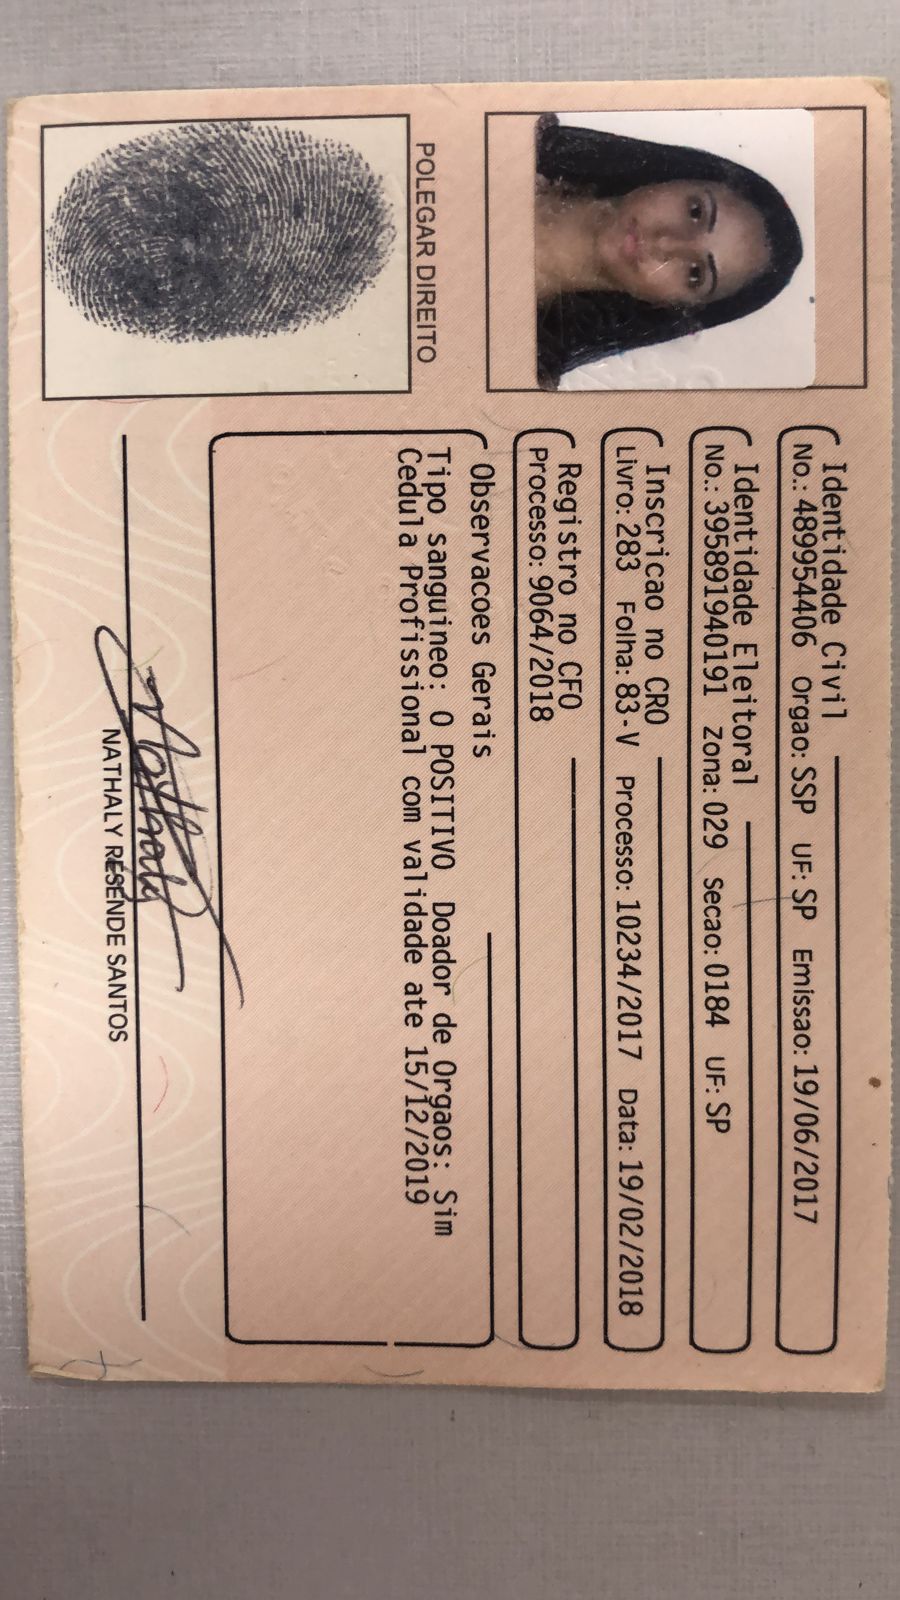 POLEGAR DIREITO
Identidade Civil
No.: 489954406 Orgao: SSP UF: SP Emissao: 19/06/2017
Identidade Eleitoral
No.: 395891940191 Zona: 029 Secao: 0184 UF: SP
Inscricao no CRO
Livro: 283 Folha: 83-V Processo: 10234/2017 Data: 19/02/2018
Registro no CFO
Processo: 9064/2018
Observacoes Gerais
Tipo sanguineo: O POSITIVO Doador de Orgaos: Sim
Cedula Profissional com validade ate 15/12/2019
NATHALY RESENDE SANTOS